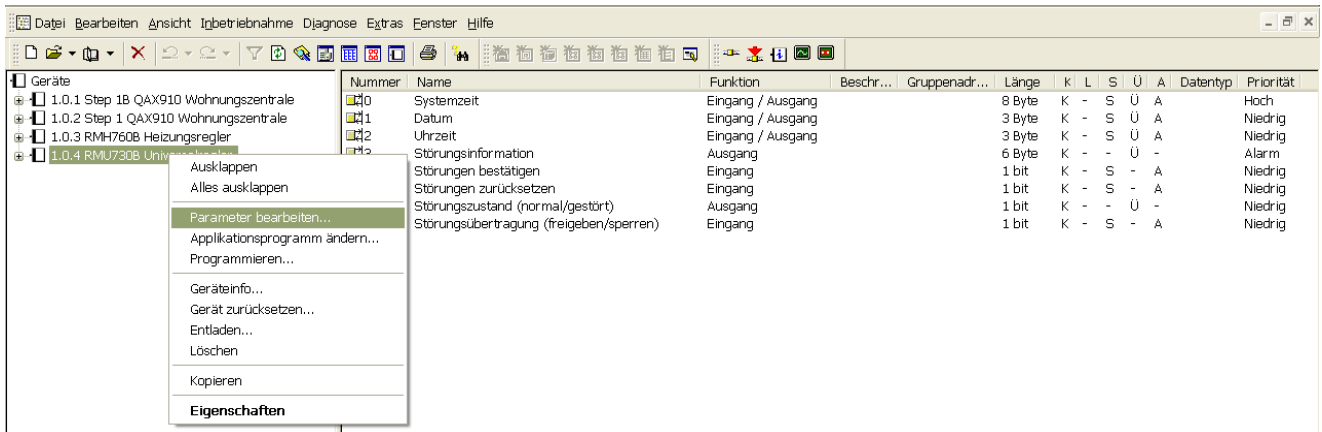 Datei Bearbeiten Ansicht Inbetriebnahme Diagnose Extras Fenster Hilfe
Geräte
1.0.1 Step 1B QAX910 Wohnungszentrale
1.0.2 Step 1 QAX910 Wohnungszentrale
1.0.3 RMH760B Heizungsregler
1.0.4 RMU730B
Ausklappen
Alles ausklappen
Parameter bearbeiten...
Applikationsprogramm ändern...
Programmieren...
Geräteinfo...
Gerät zurücksetzen...
Entladen...
Löschen
Kopieren
Eigenschaften
Nummer Name Funktion Beschr... Gruppenadr... Länge K L S Ü A Datentyp Priorität
0 Systemzeit Eingang / Ausgang 8 Byte K - S Ü A Hoch
1 Datum Eingang / Ausgang 3 Byte K - S Ü A Niedrig
2 Uhrzeit Eingang / Ausgang 3 Byte K - S Ü A Niedrig
3 Störungsinformation Ausgang 6 Byte K - - Ü - Alarm
Störungen bestätigen Eingang 1 bit K - S - A Niedrig
Störungen zurücksetzen Eingang 1 bit K - S - A Niedrig
Störungszustand (normal/gestört) Ausgang 1 bit K - - Ü - Niedrig
Störungsübertragung (freigeben/sperren) Eingang 1 bit K - S - A Niedrig